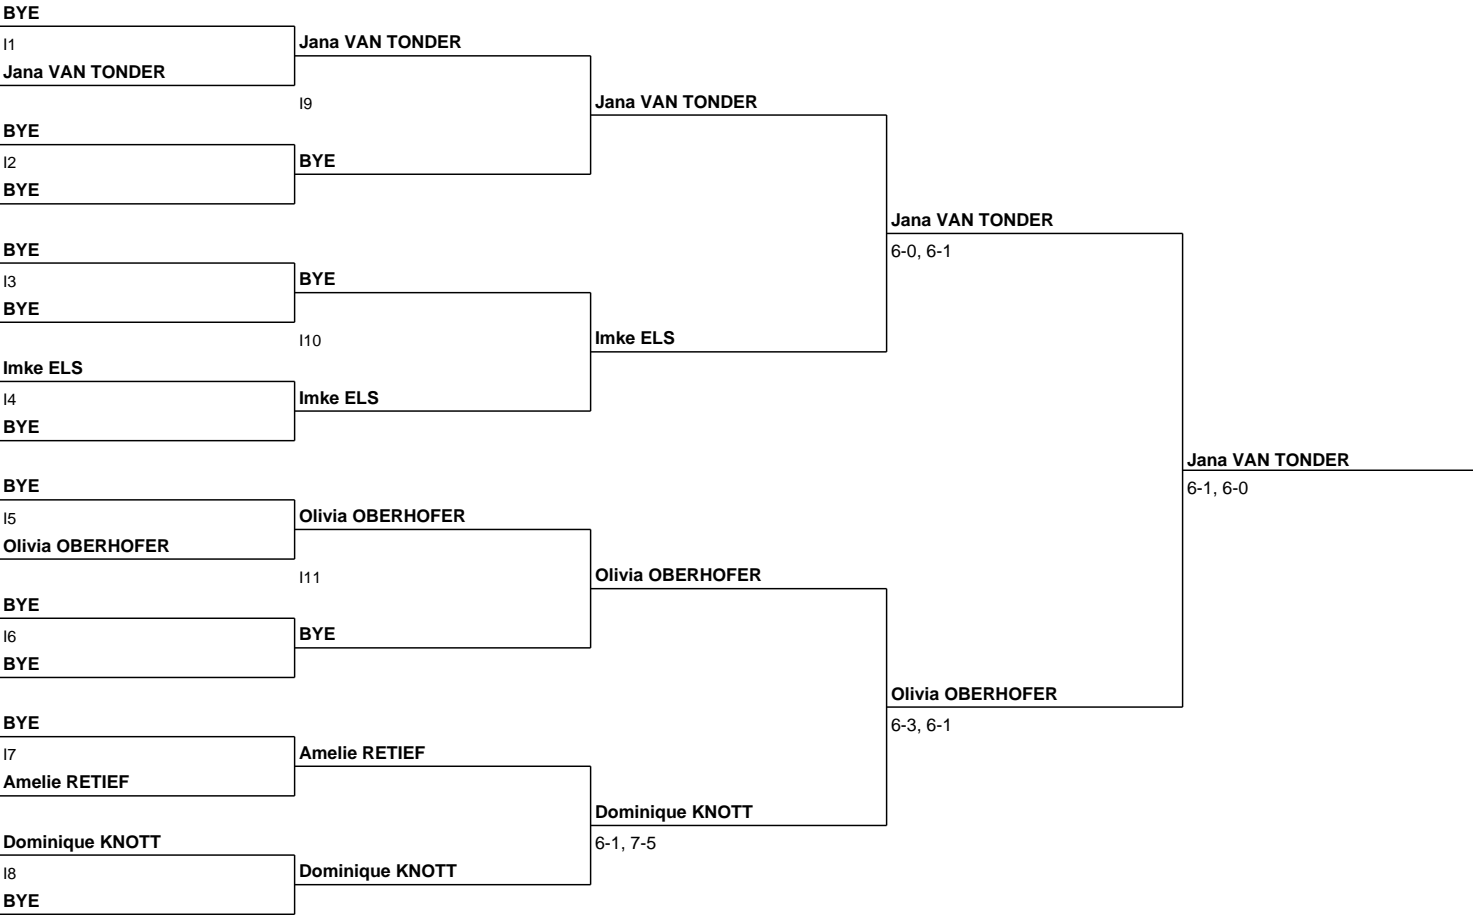 BYE
I1
Jana VAN TONDER
BYE
I2
BYE
BYE
I3
BYE
Imke ELS
I4
BYE
BYE
I5
Olivia OBERHOFER
BYE
I6
BYE
BYE
I7
Amelie RETIEF
Dominique KNOTT
I8
BYE
Jana VAN TONDER
I9
BYE
BYE
I10
Imke ELS
Olivia OBERHOFER
I11
BYE
Amelie RETIEF
Dominique KNOTT
Jana VAN TONDER
Imke ELS
Olivia OBERHOFER
Dominique KNOTT
6-1, 7-5
Jana VAN TONDER
6-0, 6-1
Olivia OBERHOFER
6-3, 6-1
Jana VAN TONDER
6-1, 6-0